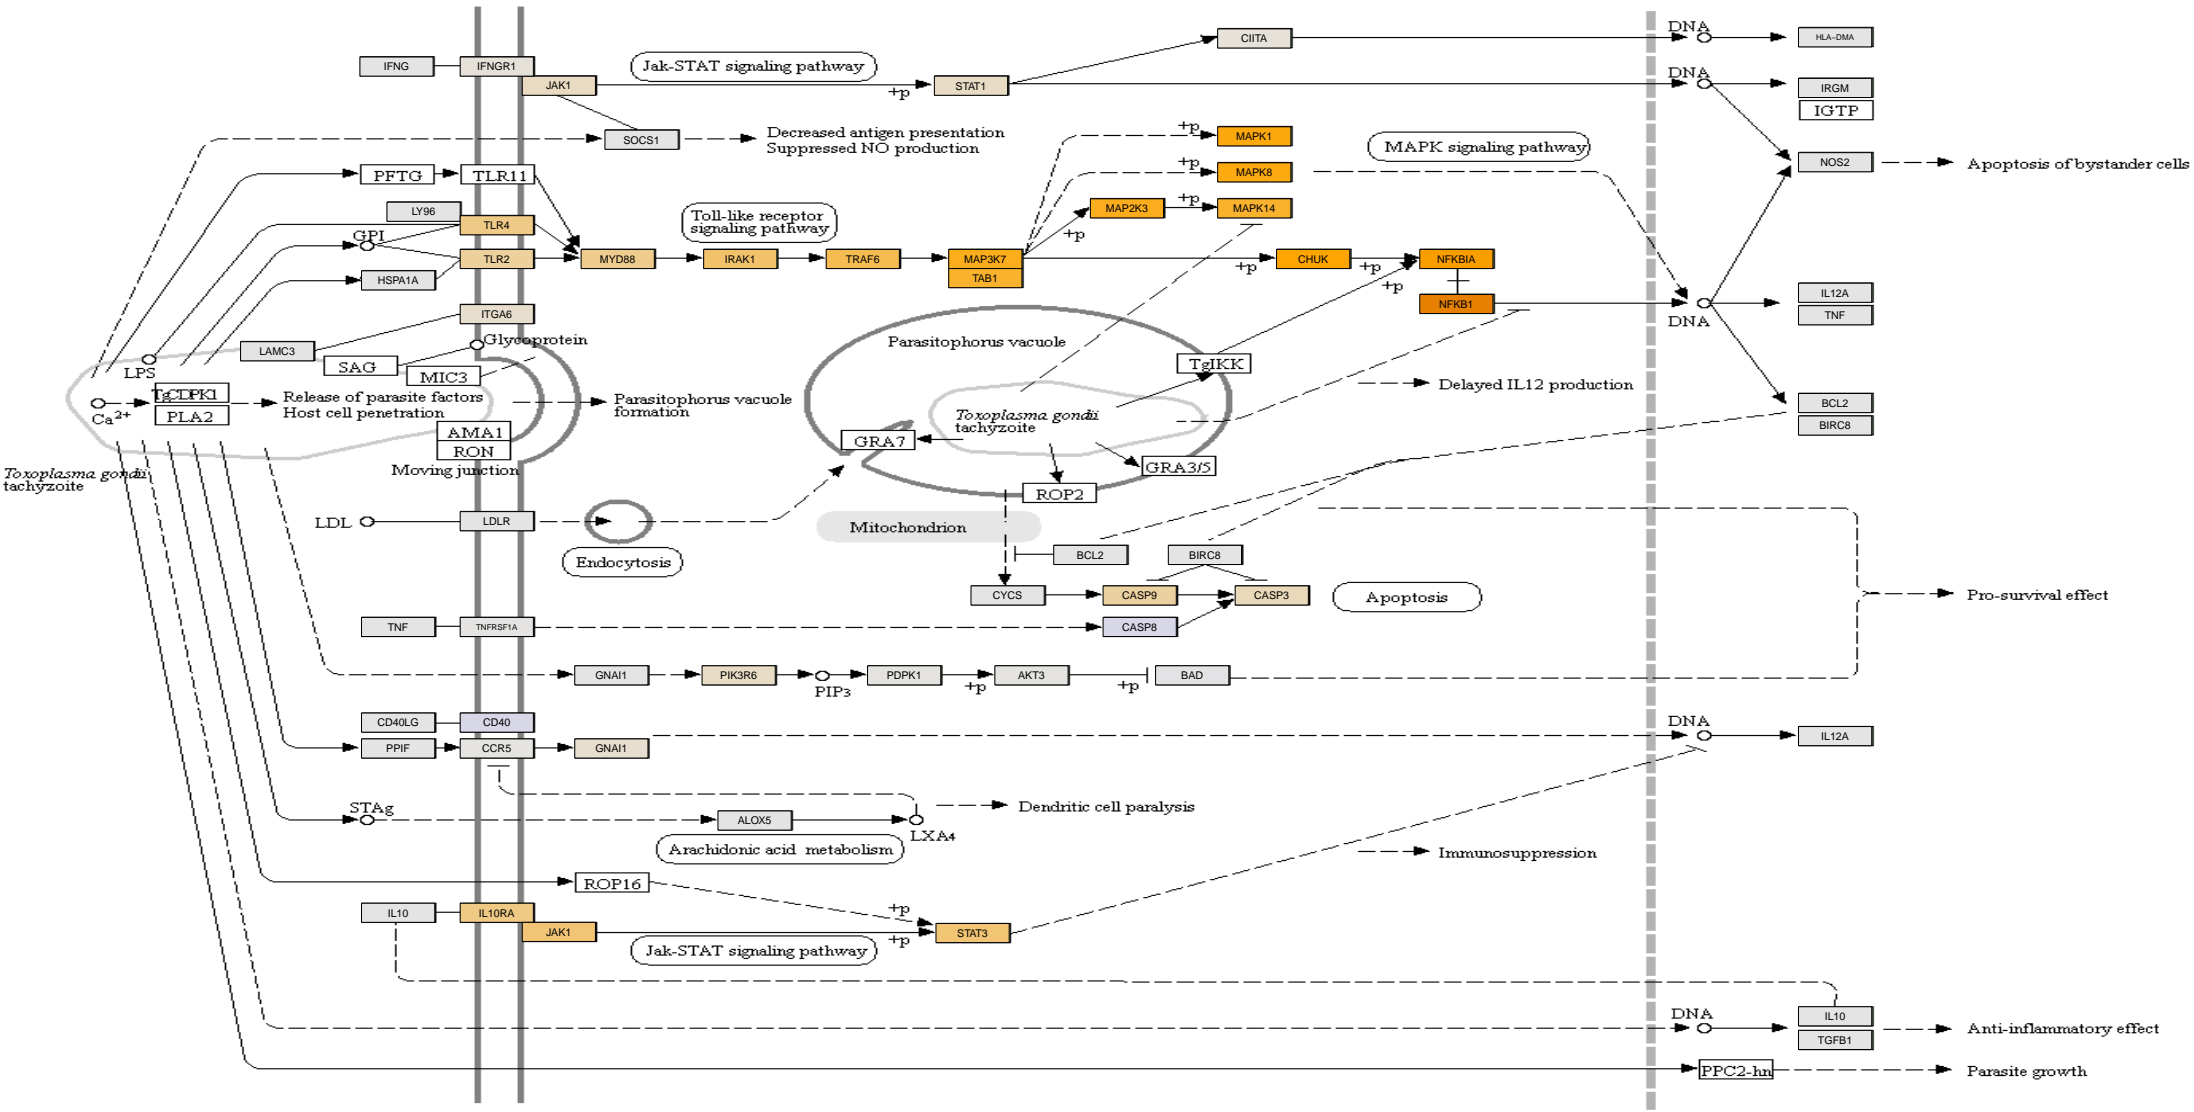 DNA
CIITA
HLA-DMA
IFNG
IFNGR1
Jak-STAT signaling pathway
JAK1
+p
STAT1
DNA
IRGM
IGTP
SOCS1
Decreased antigen presentation
Suppressed NO production
+p
MAPK1
MAPK signaling pathway
NOS2
Apoptosis of bystander cells
PFTG
TLR11
+p
MAPK8
LY96
TLR4
Toll-like receptor
signaling pathway
MAP2K3
+p
MAPK14
+p
GPI
TLR2
MYD88
IRAK1
TRAF6
MAP3K7
TAB1
+p
CHUK
+p
NFKBIA
+p
HSPA1A
NFKB1
DNA
IL12A
TNF
ITGA6
Glycoprotein
LAMC3
SAG
MIC3
Parasitophorus vacuole
TgIKK
LPS
TgCDPK1
PLA2
Ca2+
Release of parasite factors
Host cell penetration
Parasitophorus vacuole
formation
Delayed IL12 production
BCL2
BIRC8
Toxoplasma gondii
tachyzoite
GRA7
AMA1
RON
Moving junction
GRA3/5
ROP2
Toxoplasma gondii
tachyzoite
LDL
LDLR
Mitochondrion
Endocytosis
BCL2
BIRC8
CYCS
CASP9
CASP3
Apoptosis
Pro-survival effect
TNF
TNFRSF1A
CASP8
GNAI1
PIK3R6
PIP3
PDPK1
+p
AKT3
+p
BAD
CD40LG
CD40
DNA
PPIF
CCR5
GNAI1
IL12A
STAg
ALOX5
LXA4
Dendritic cell paralysis
Arachidonic acid metabolism
Immunosuppression
ROP16
+p
IL10
IL10RA
JAK1
+p
STAT3
Jak-STAT signaling pathway
DNA
IL10
TGFB1
Anti-inflammatory effect
PPC2-hn
Parasite growth